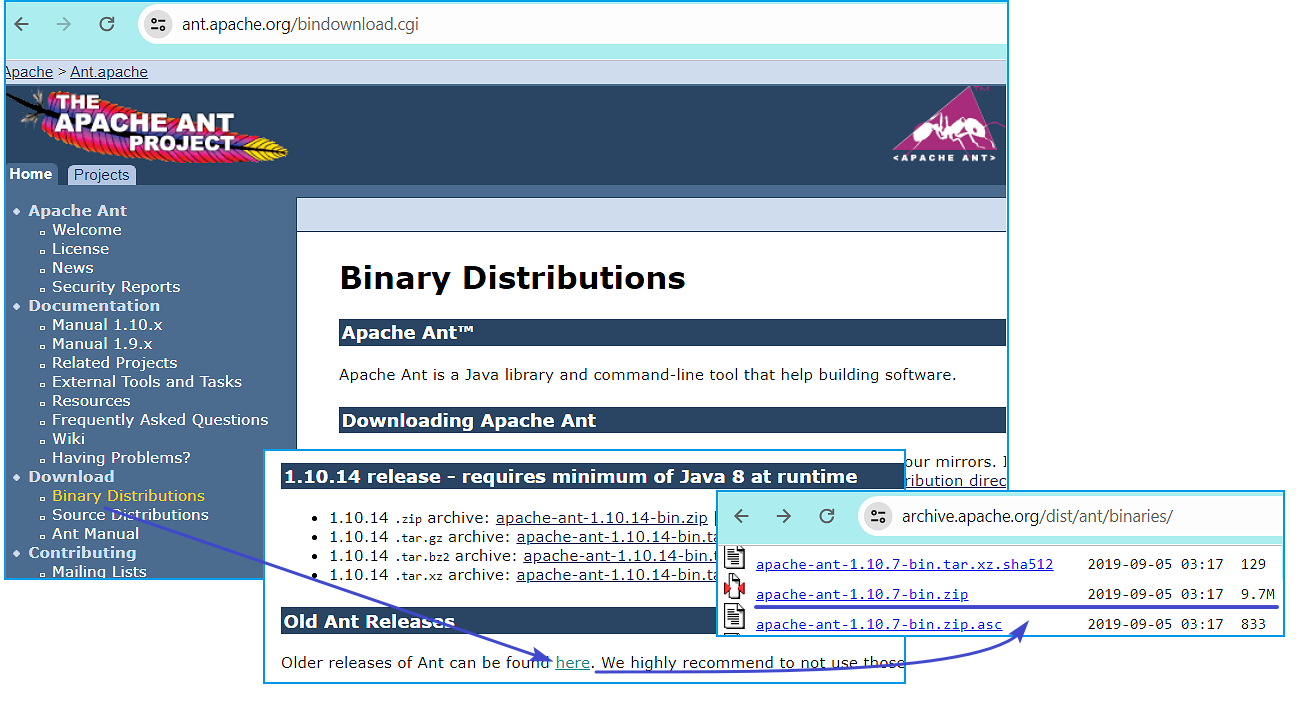 ant.apache.org/bindownload.cgi
Apache > Ant.apache
THE
APACHE ANT
PROJECT
TM
<APACHE ANT>
Home Projects
Apache Ant
Welcome
License
News
Security Reports
Documentation
Manual 1.10.x
Manual 1.9.x
Related Projects
External Tools and Tasks
Resources
Frequently Asked Questions
Wiki
Having Problems?
Download
Binary Distributions
Source Distributions
Ant Manual
Contributing
Mailing Lists
Binary Distributions
Apache Ant™
Apache Ant is a Java library and command-line tool that help building software.
Downloading Apache Ant
our mirrors. I
ribution direc
1.10.14 release - requires minimum of Java 8 at runtime
1.10.14 .zip archive: apache-ant-1.10.14-bin.zip
1.10.14 .tar.gz archive: apache-ant-1.10.14-bin.ta
1.10.14 .tar.bz2 archive: apache-ant-1.10.14-bin.t
1.10.14 .tar.xz archive: apache-ant-1.10.14-bin.ta
Old Ant Releases
Older releases of Ant can be found here. We highly recommend to not use those
archive.apache.org/dist/ant/binaries/
apache-ant-1.10.7-bin.tar.xz.sha512 2019-09-05 03:17 129
apache-ant-1.10.7-bin.zip 2019-09-05 03:17 9.7M
apache-ant-1.10.7-bin.zip.asc 2019-09-05 03:17 833